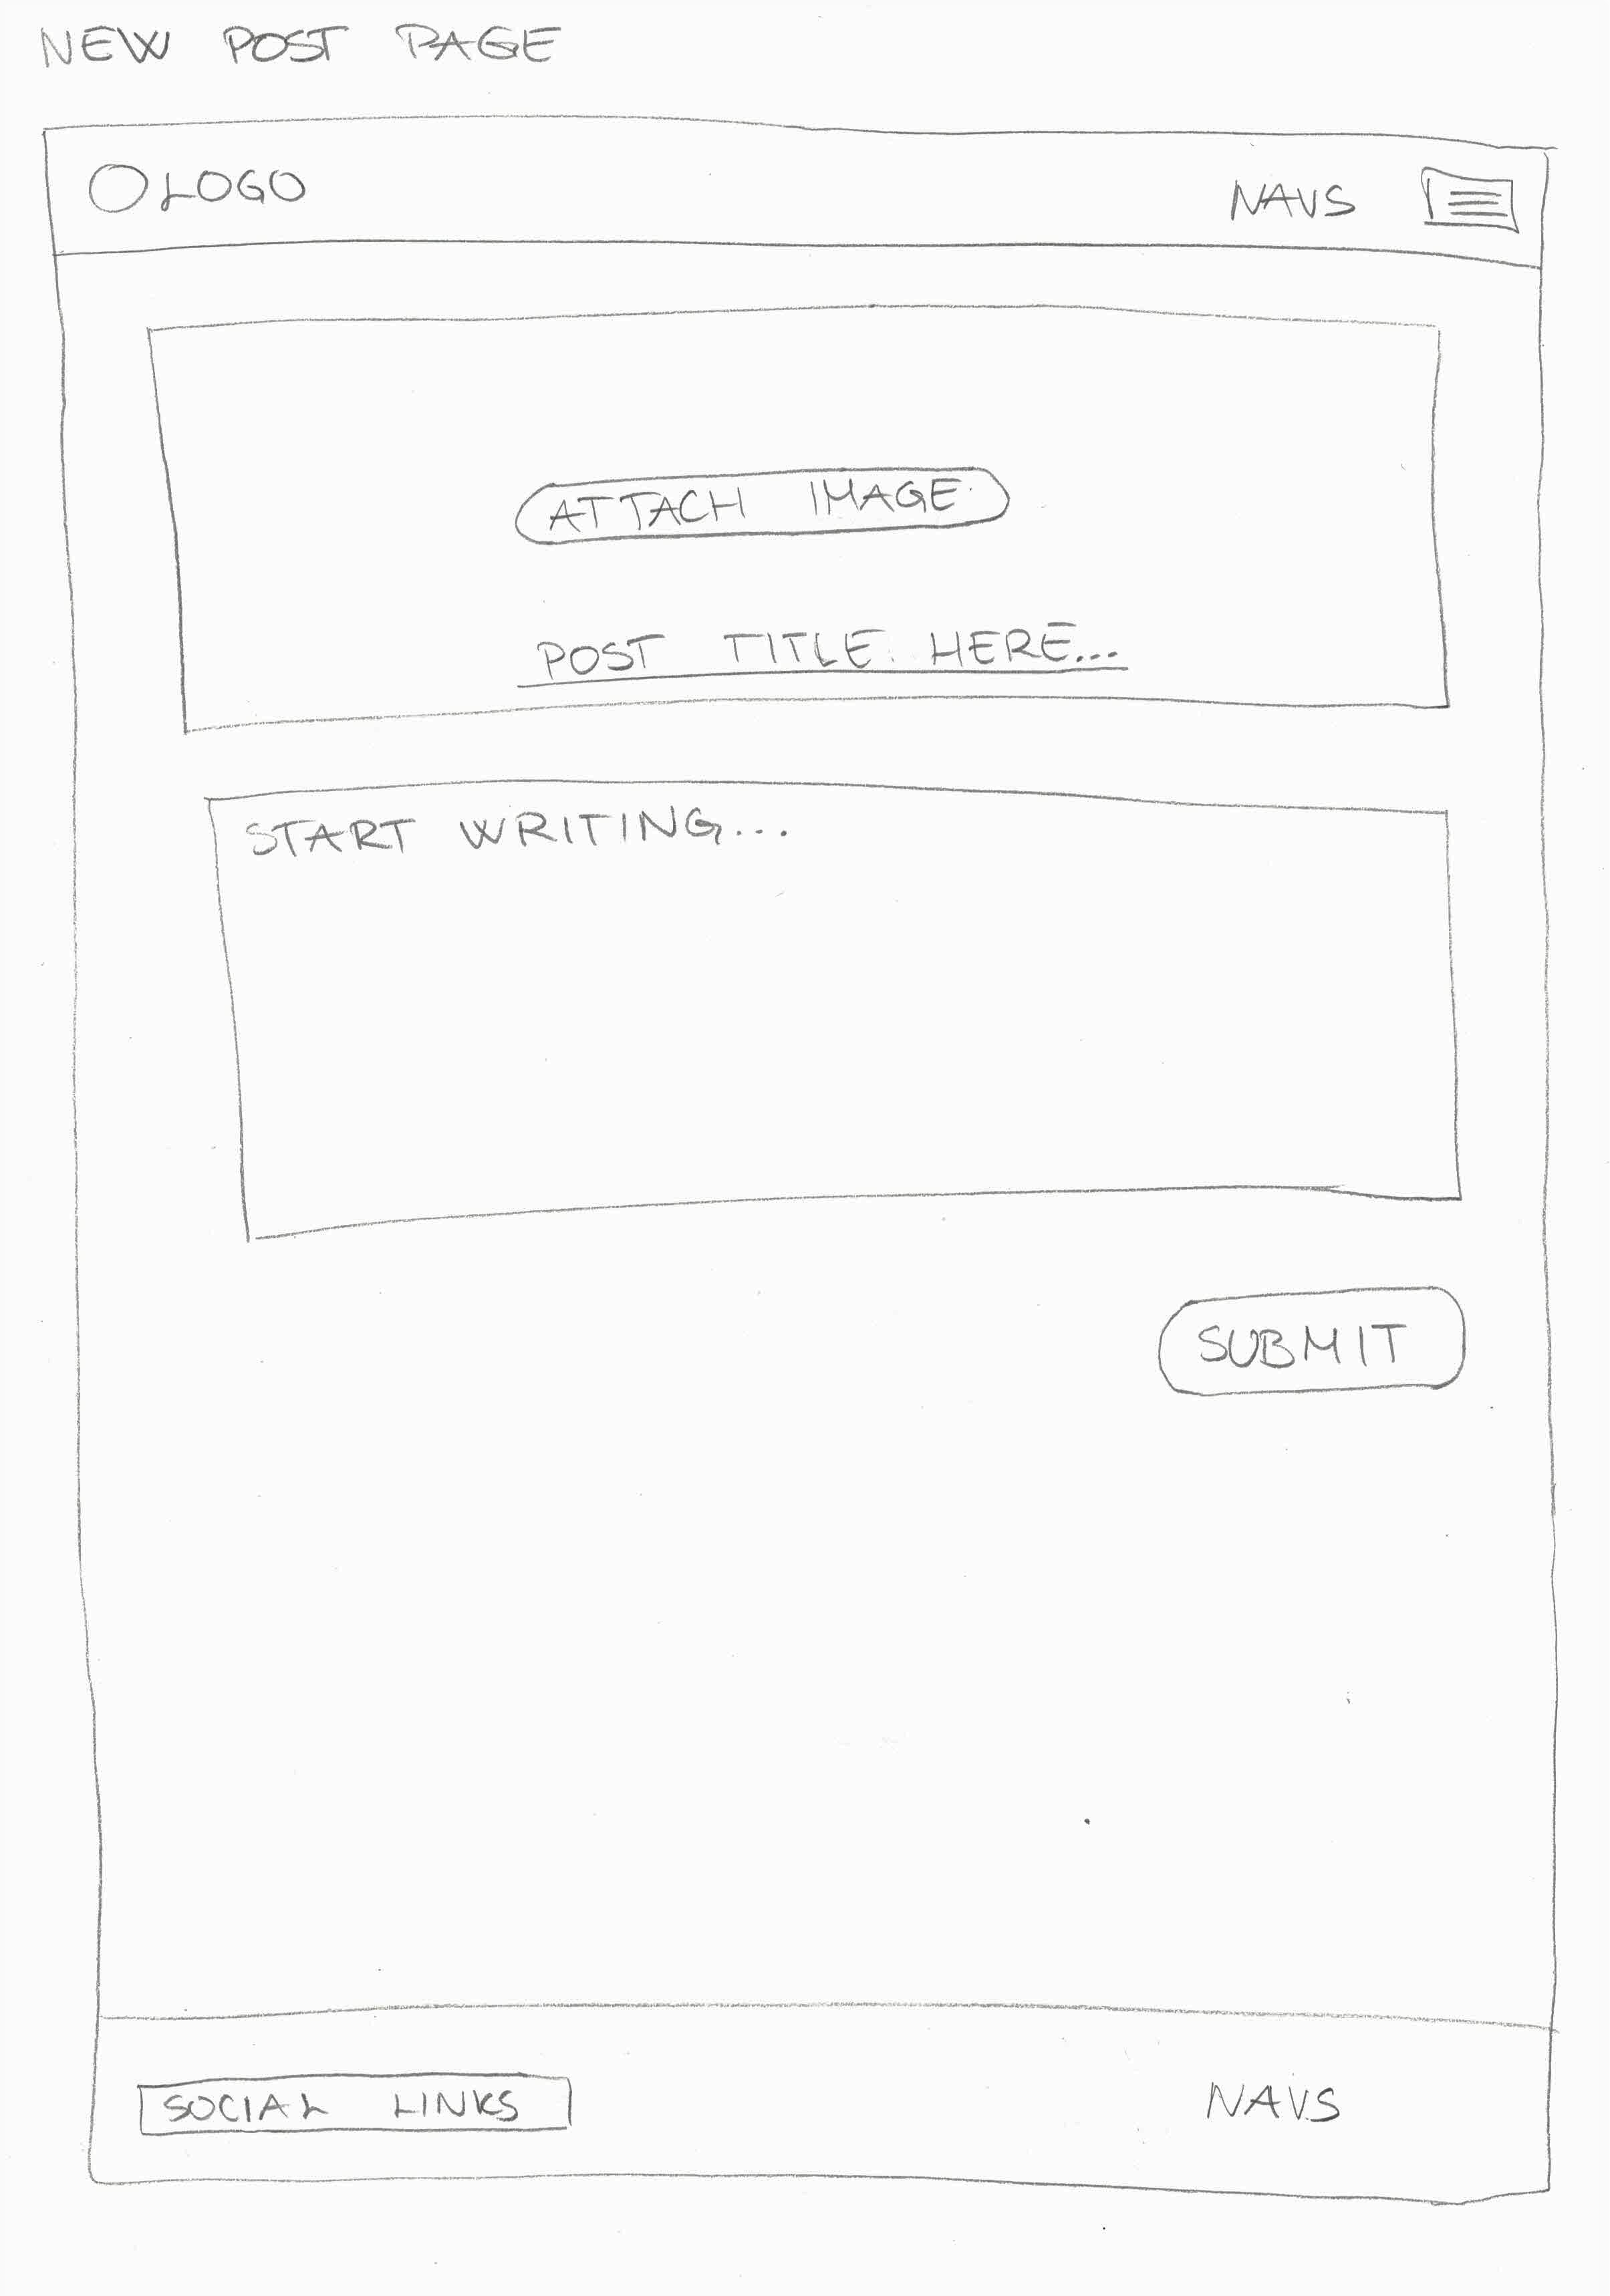 NEW POST PAGE
LOGO
NAVS
ATTACH IMAGE
POST TITLE HERE...
START WRITING...
SUBMIT
SOCIAL LINKS
NAVS